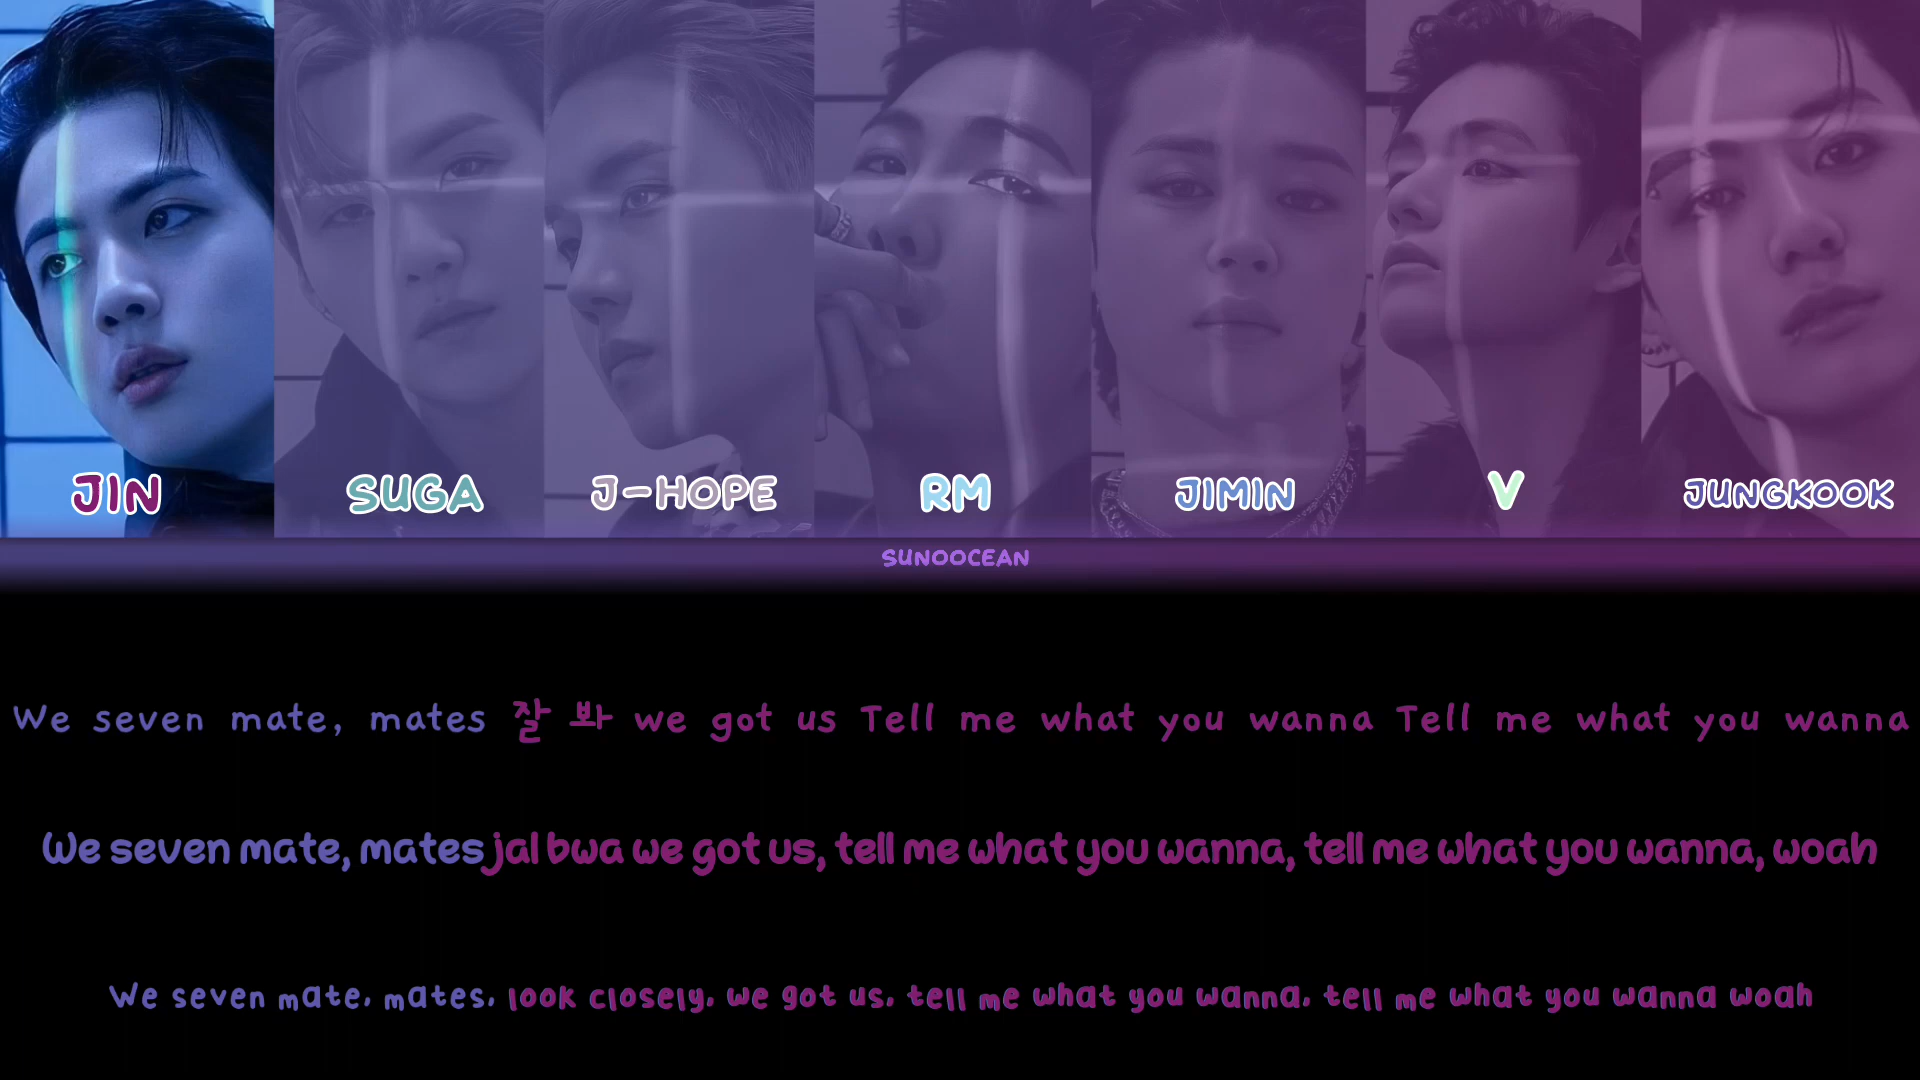 JIN SUGA J-HOPE RM JIMIN V JUNGKOOK
SUNOOCEAN
We seven mate, mates 잘 봐 we got us Tell me what you wanna Tell me what you wanna
We seven mate, mates jal bwa we got us, tell me what you wanna, tell me what you wanna, woah
We seven mate, mates, look closely, we got us, tell me what you wanna, tell me what you wanna woah